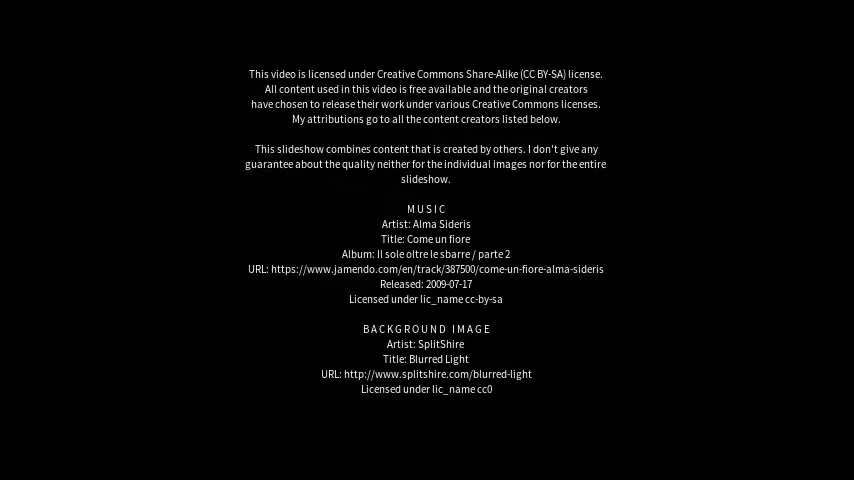 This video is licensed under Creative Commons Share-Alike (CC BY-SA) license.
All content used in this video is free available and the original creators
have chosen to release their work under various Creative Commons licenses.
My attributions go to all the content creators listed below.
This slideshow combines content that is created by others. I don't give any
guarantee about the quality neither for the individual images nor for the entire
slideshow.
MUSIC
Artist: Alma Sideris
Title: Come un fiore
Album: Il sole oltre le sbarre / parte 2
URL: https://www.jamendo.com/en/track/387500/come-un-fiore-alma-sideris
Released: 2009-07-17
Licensed under lic_name cc-by-sa
BACKGROUND IMAGE
Artist: SplitShire
Title: Blurred Light
URL: http://www.splitshire.com/blurred-light
Licensed under lic_name cc0